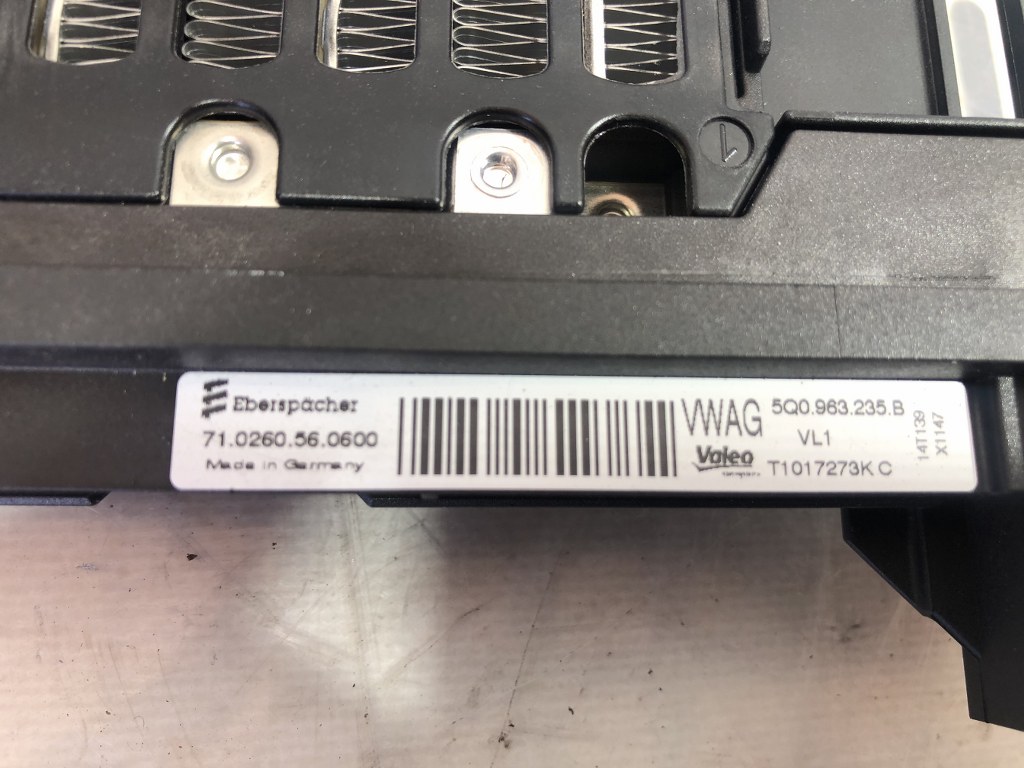 Eberspächer
71.0260.56.0600
Made in Germany
VWAG
Valeo
5Q0.963.235.B
VL1
T1017273K C
14T139
X1147